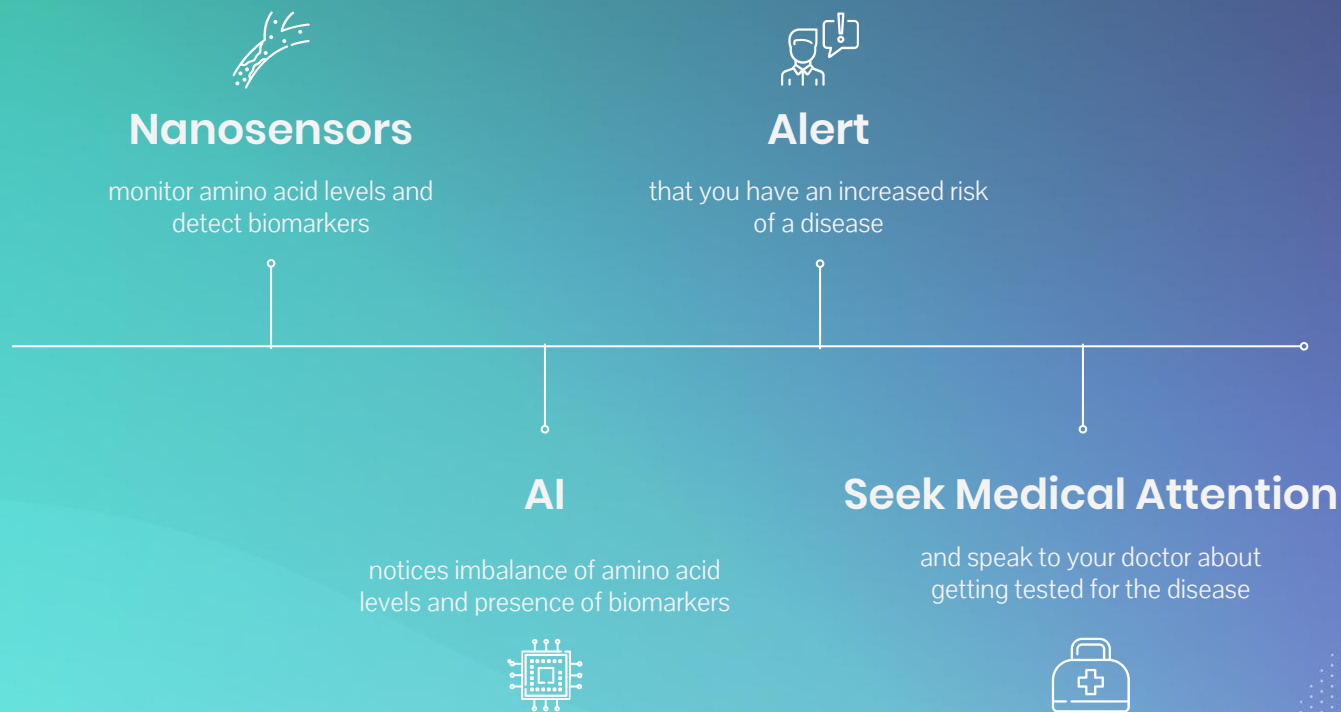 Nanosensors
monitor amino acid levels and
detect biomarkers
Alert
that you have an increased risk
of a disease
AI
notices imbalance of amino acid
levels and presence of biomarkers
Seek Medical Attention
and speak to your doctor about
getting tested for the disease